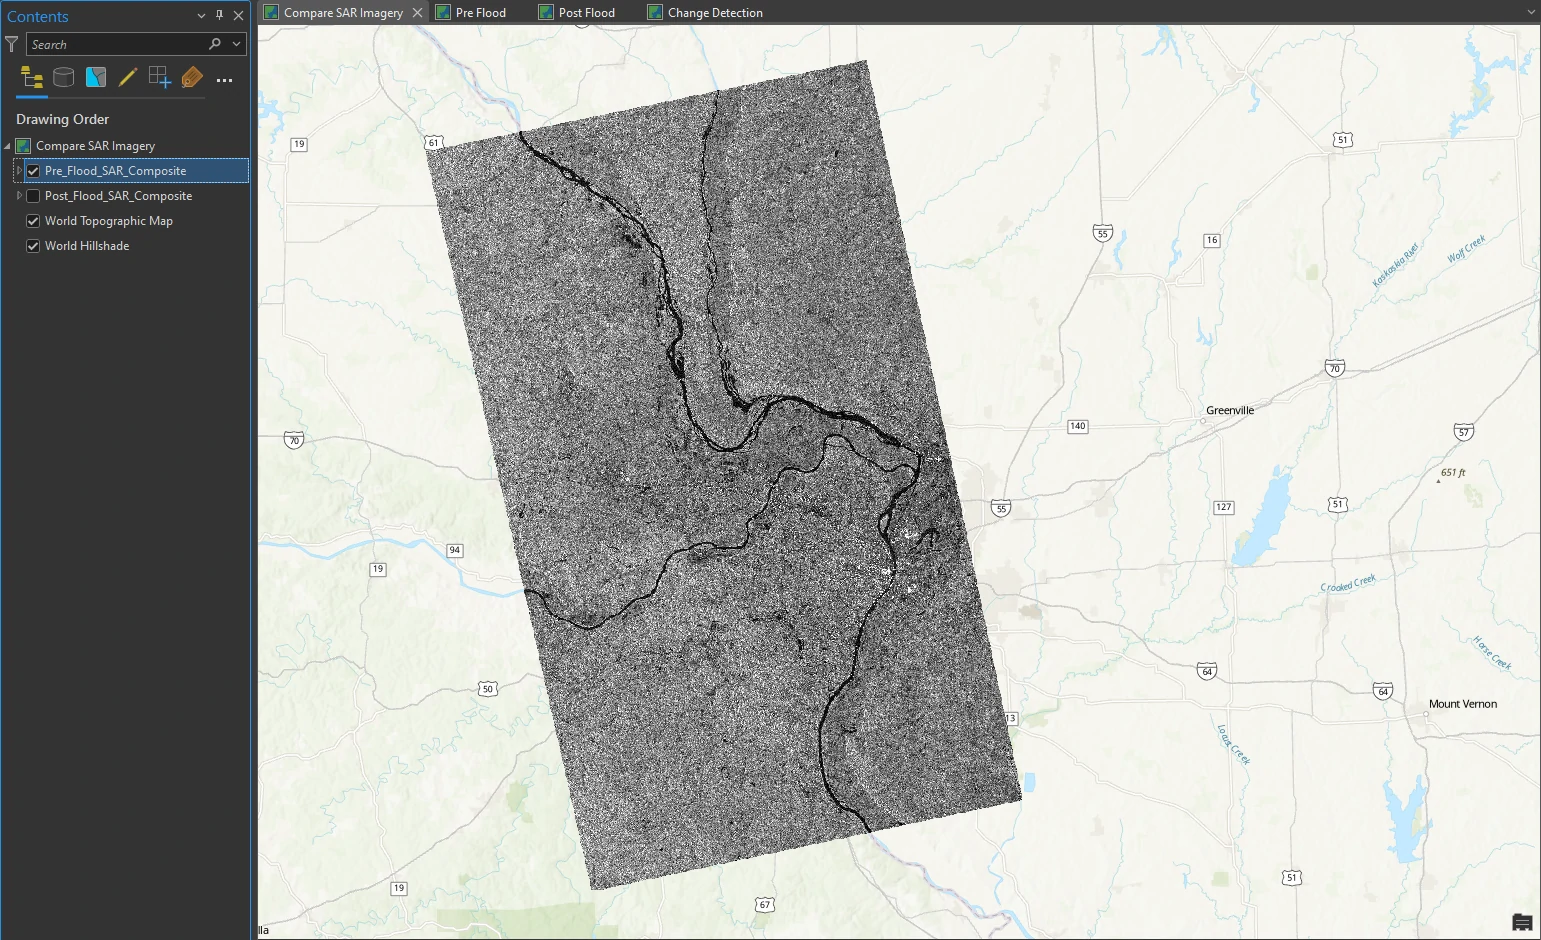 Contents
Search
Drawing Order
Compare SAR Imagery
Pre_Flood_SAR_Composite
Post_Flood_SAR_Composite
World Topographic Map
World Hillshade
Compare SAR Imagery
Pre Flood
Post Flood
Change Detection
61
19
51
55
16
Kaskaskia River
Wolf Creek
70
Greenville
140
57
70
651 ft
127
51
55
94
19
Crooked Creek
Horse Creek
64
50
64
Mount Vernon
13
Locust Creek
51
19
67
lla